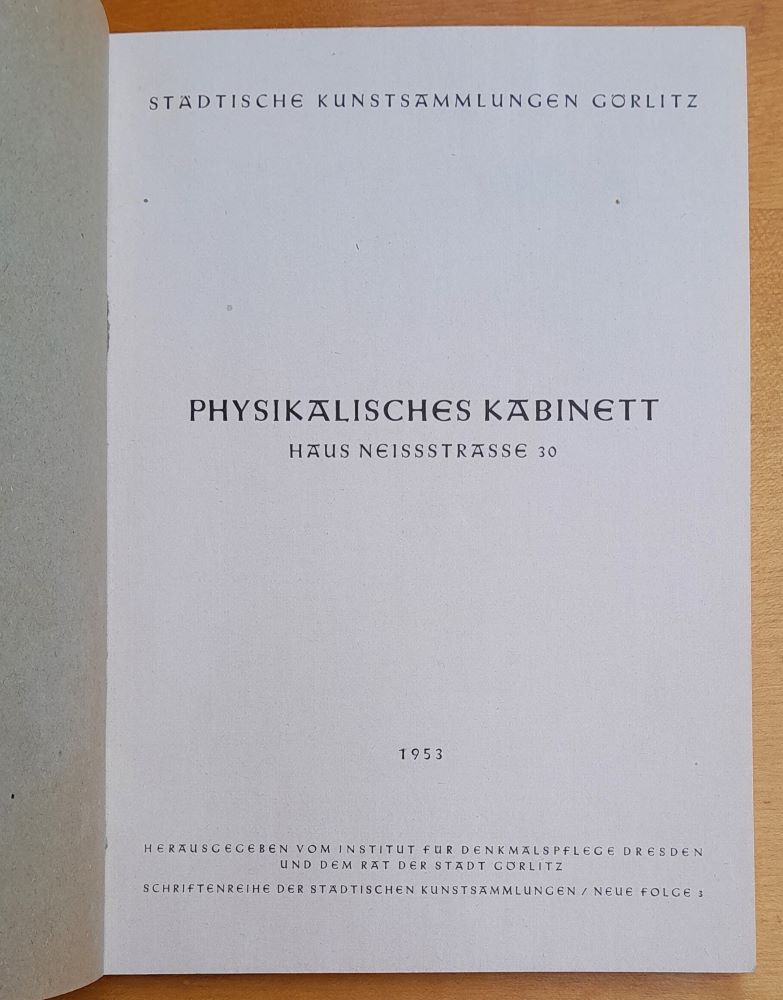 STÄDTISCHE KUNSTSAMMLUNGEN GÖRLITZ
PHYSIKALISCHES KABINETT
HAUS NEISSSTRASSE 30
1953
HERAUSGEGEBEN VOM INSTITUT FÜR DENKMALSPFLEGE DRESDEN
UND DEM RAT DER STADT GÖRLITZ
SCHRIFTENREIHE DER STÄDTISCHEN KUNSTSAMMLUNGEN / NEUE FOLGE 3